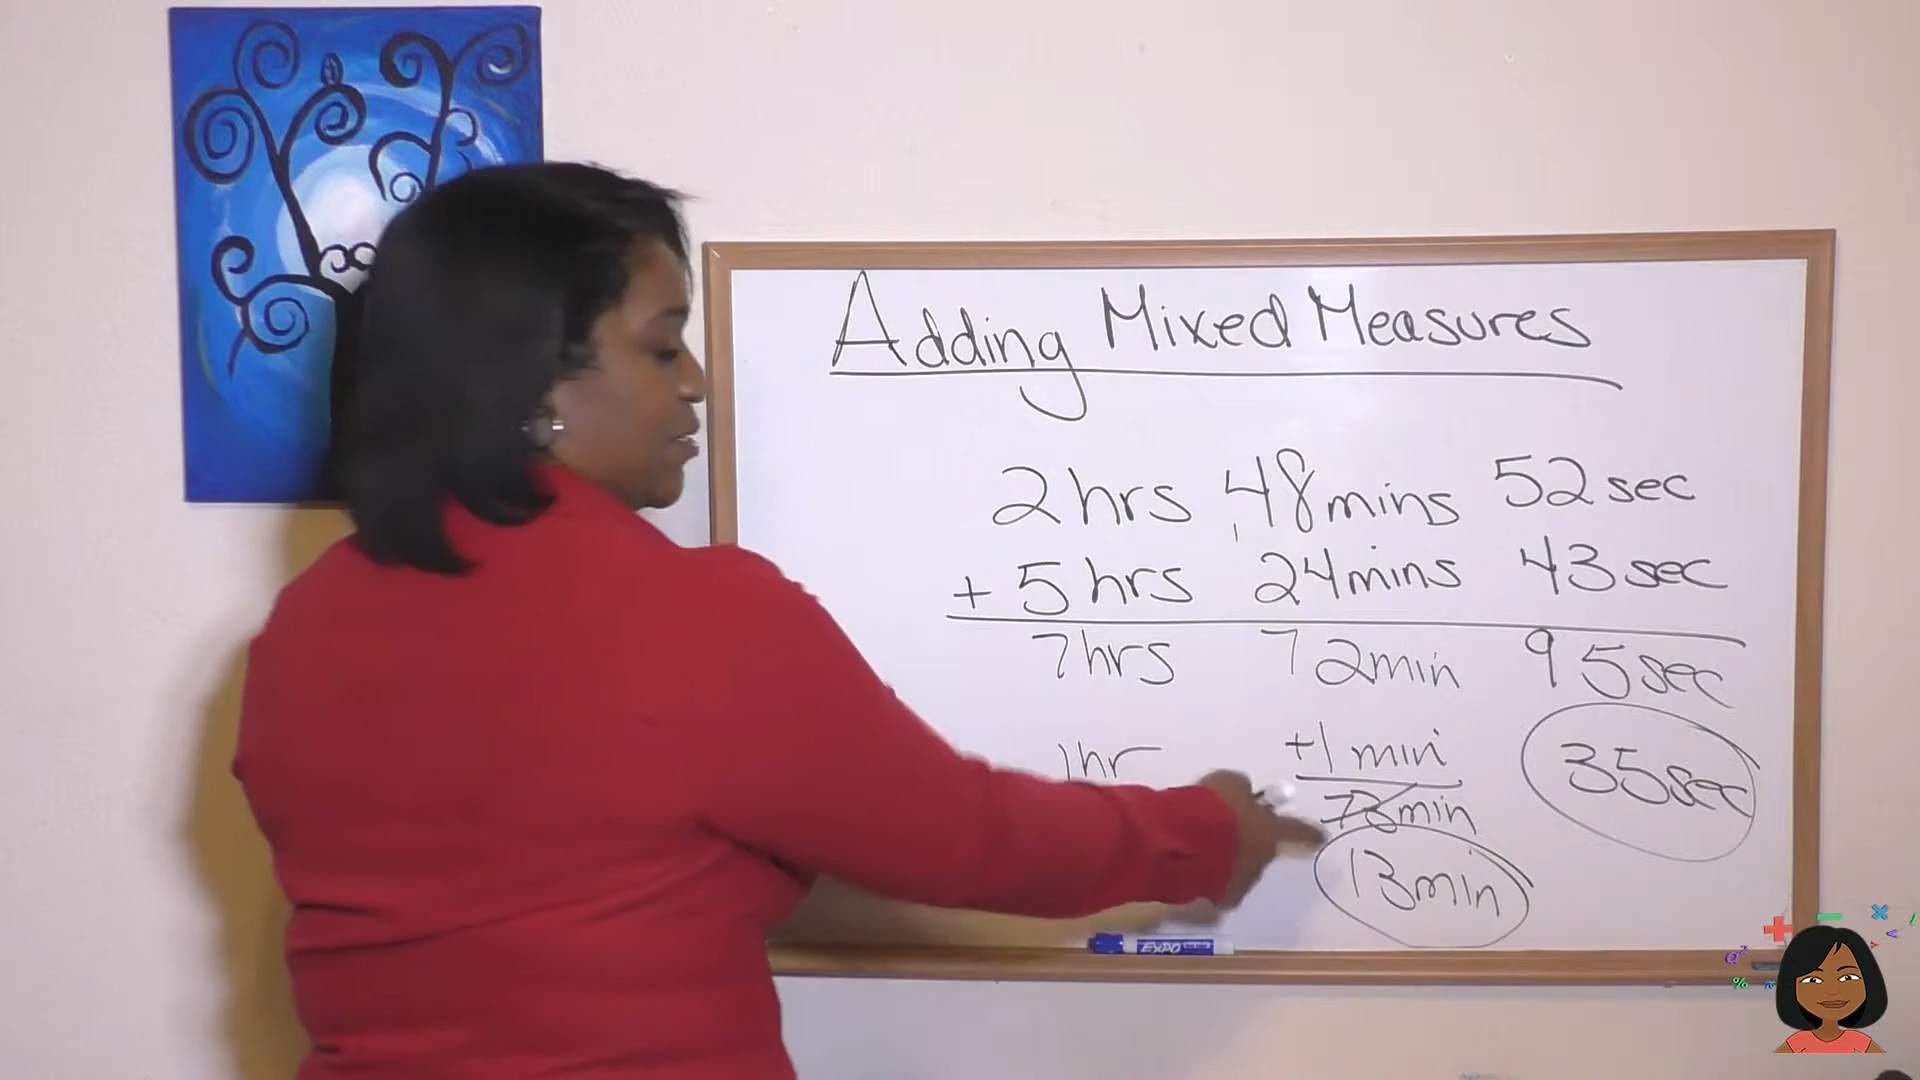 Adding Mixed Measures
2 hrs 48 mins 52 sec
+ 5 hrs 24 mins 43 sec
7 hrs 72 min 95 sec
1 hr +1 min 35 sec
73 min
13 min
EXPO